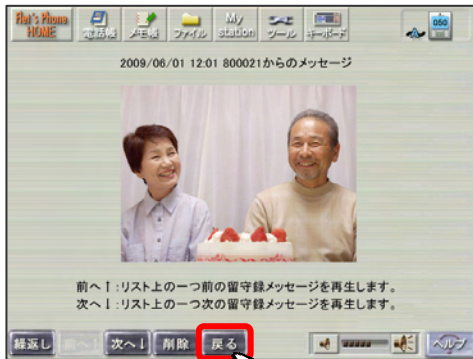 Flet's Phone HOME
電話帳
メモ帳
ファイル
My station
ツール
キーボード
050
2009/06/01 12:01 800021からのメッセージ
前へ↑:リスト上の一つ前の留守録メッセージを再生します。
次へ↓:リスト上の一つ次の留守録メッセージを再生します。
繰返し 前へ↑ 次へ↓ 削除 戻る ヘルプ